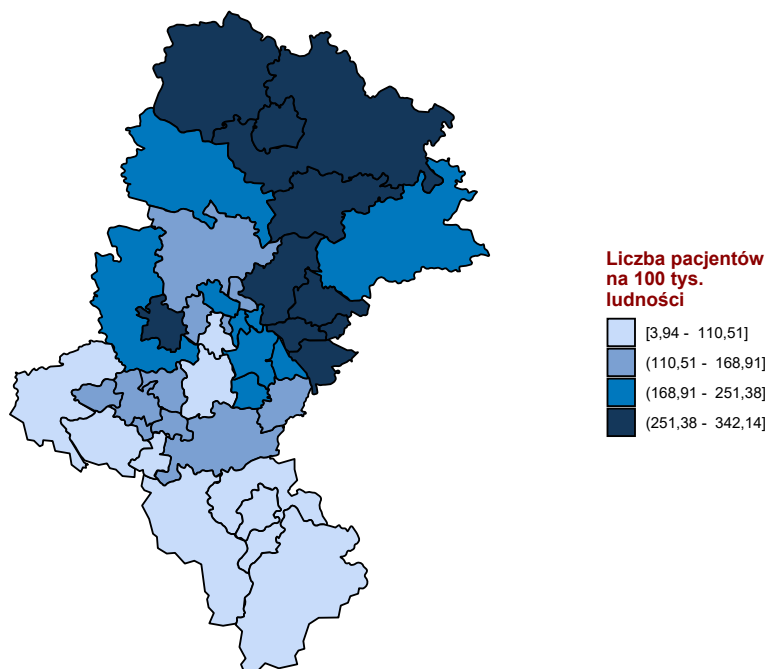 Liczba pacjentów
na 100 tys.
ludności
[3,94 - 110,51]
(110,51 - 168,91]
(168,91 - 251,38]
(251,38 - 342,14]